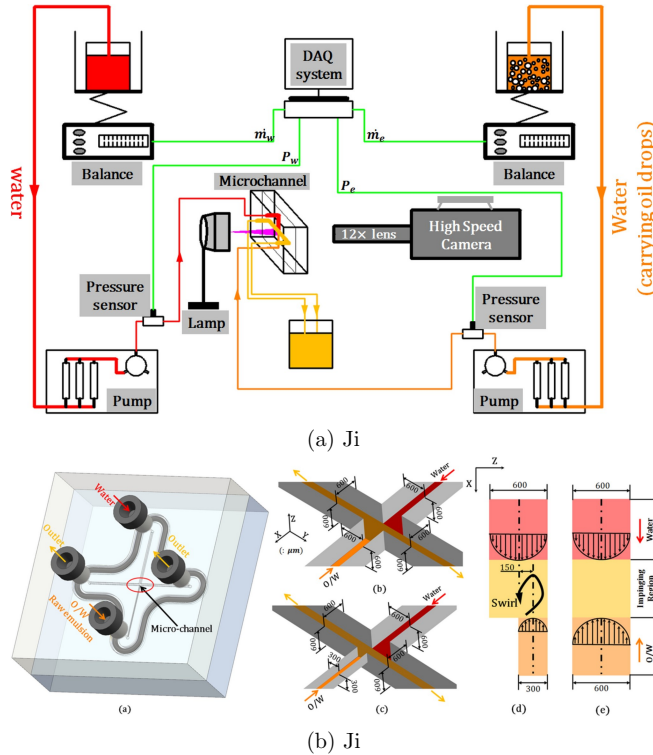 DAQ
system
ṁw
ṁe
Pw
Pe
Balance
Balance
water
Water
(carrying oil drops)
Microchannel
12× lens
High Speed
Camera
Pressure
sensor
Lamp
Pressure
sensor
Pump
Pump
(a) Ji
Water
Outlet
Outlet
O/W
Raw emulsion
Micro-channel
(a)
600
Water
600
600
600
600
600
Z
X
Y
(: μm)
O/W
(b)
600
600
600
300
600
300
O/W
(c)
Z
X
600
600
Water
150
Swirl
Impinging
Region
O/W
300
600
(d)
(e)
(b) Ji